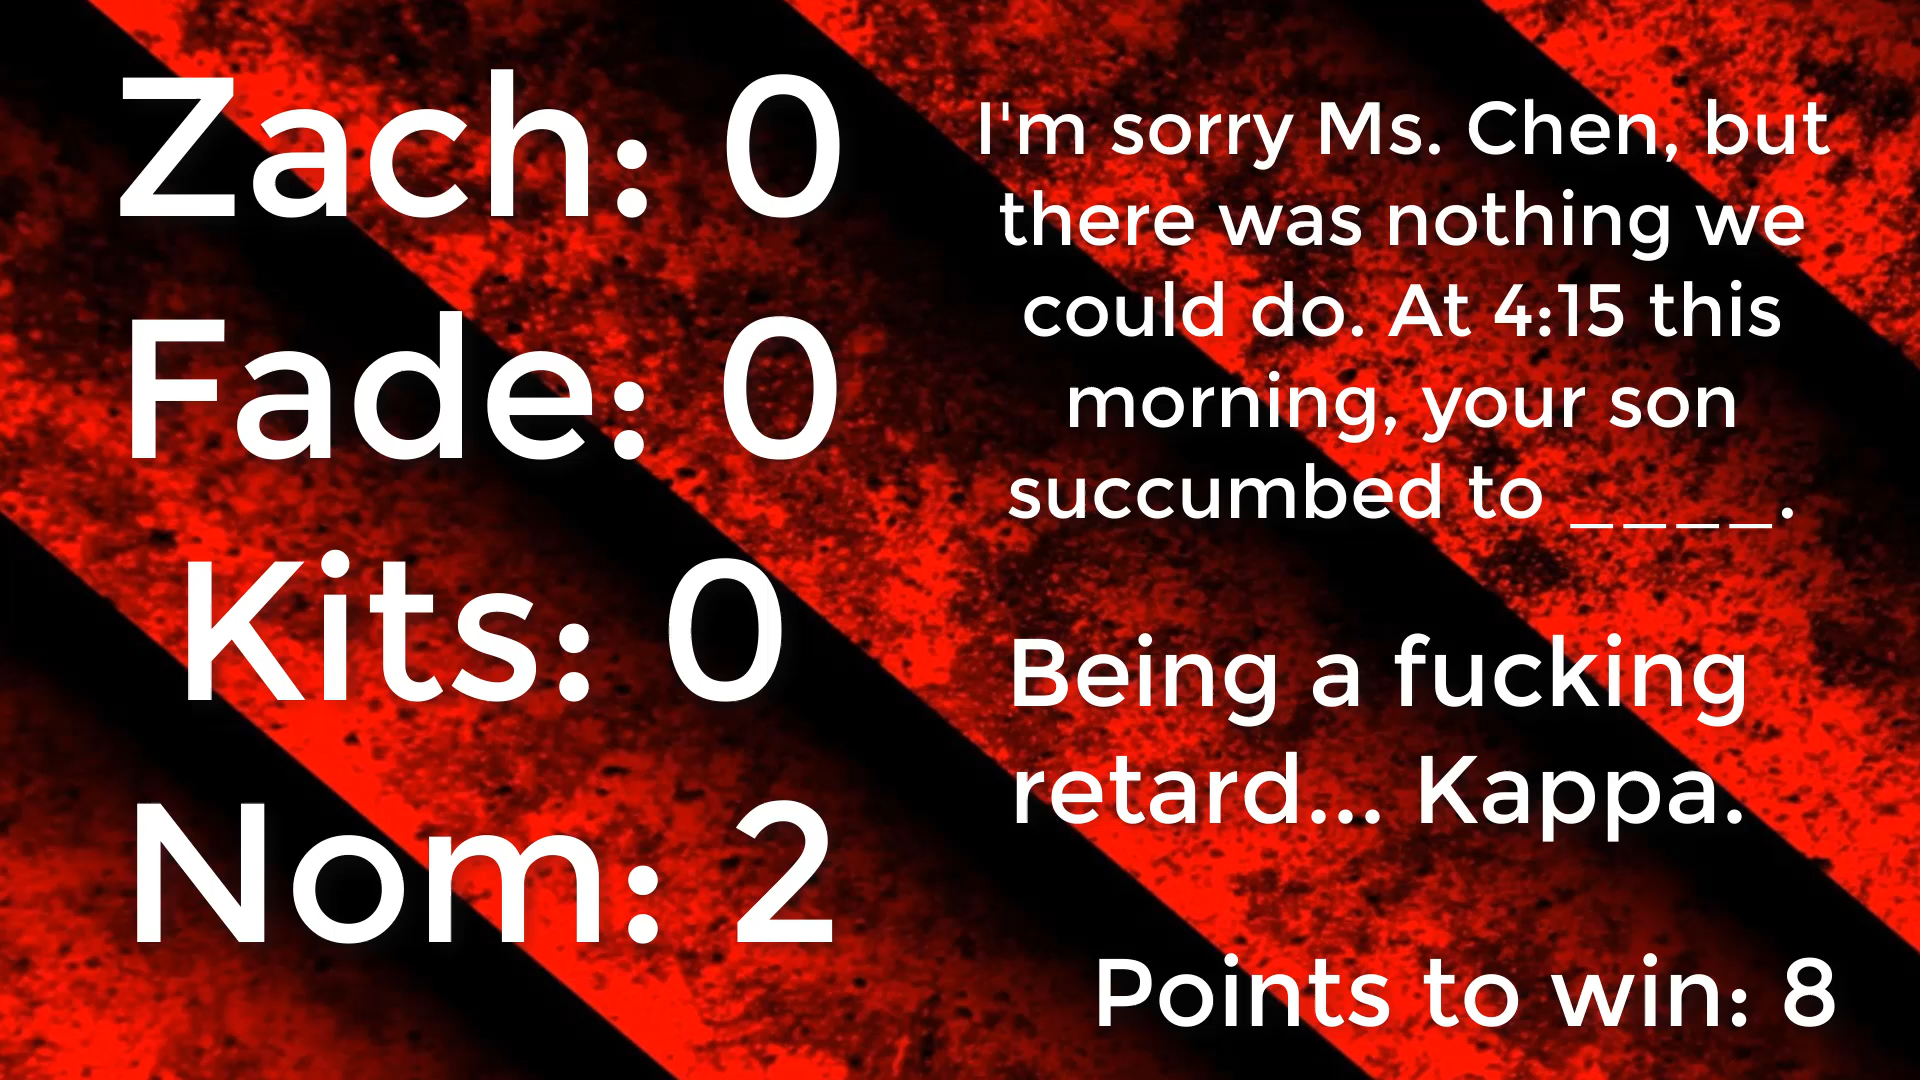 Zach: 0
Fade: 0
Kits: 0
Nom: 2
I'm sorry Ms. Chen, but
there was nothing we
could do. At 4:15 this
morning, your son
succumbed to ____.
Being a fucking
retard... Kappa.
Points to win: 8